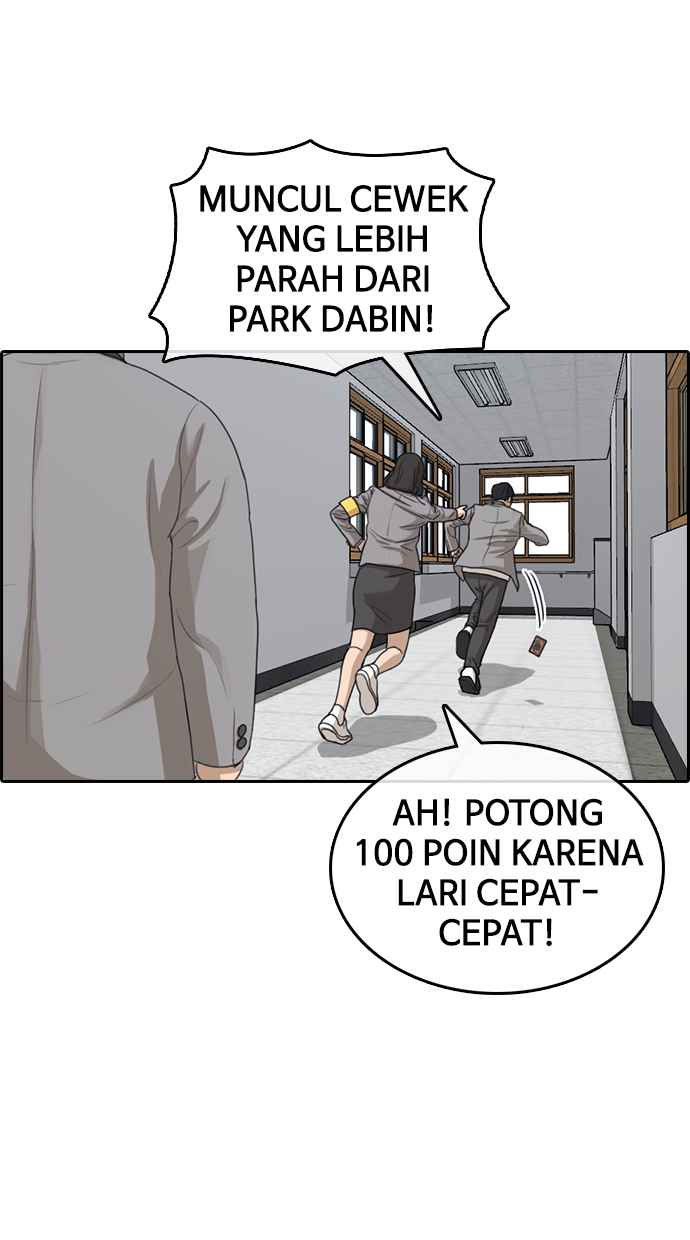 MUNCUL CEWEK
YANG LEBIH
PARAH DARI
PARK DABIN!
AH! POTONG
100 POIN KARENA
LARI CEPAT-
CEPAT!